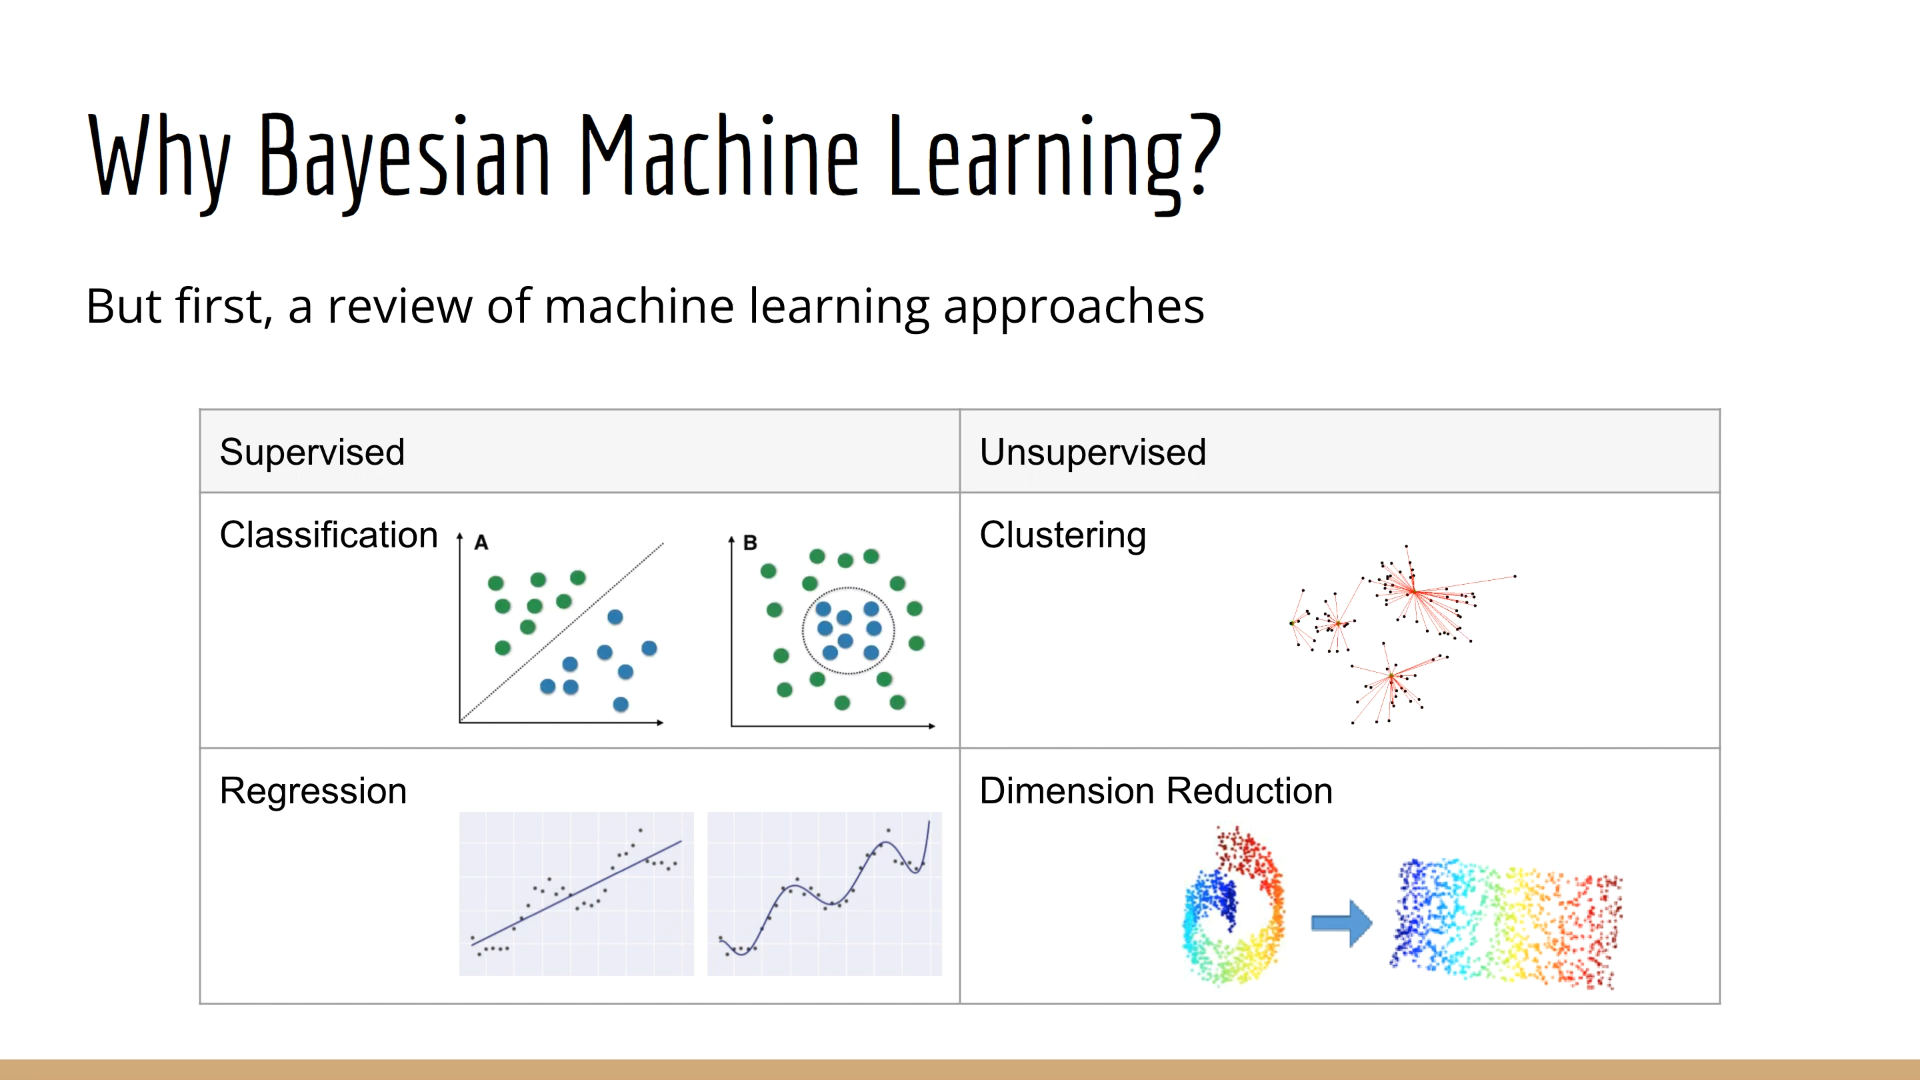 Why Bayesian Machine Learning?
But first, a review of machine learning approaches
Supervised
Unsupervised
Classification
A
B
Clustering
Regression
Dimension Reduction